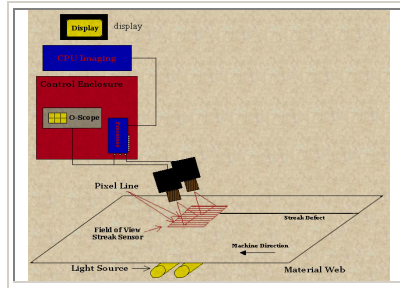 Display display
CPU Imaging
Control Enclosure
O-Scope
Pixel Line
Streak Defect
Field of View
Streak Sensor
Machine Direction
Light Source
Material Web